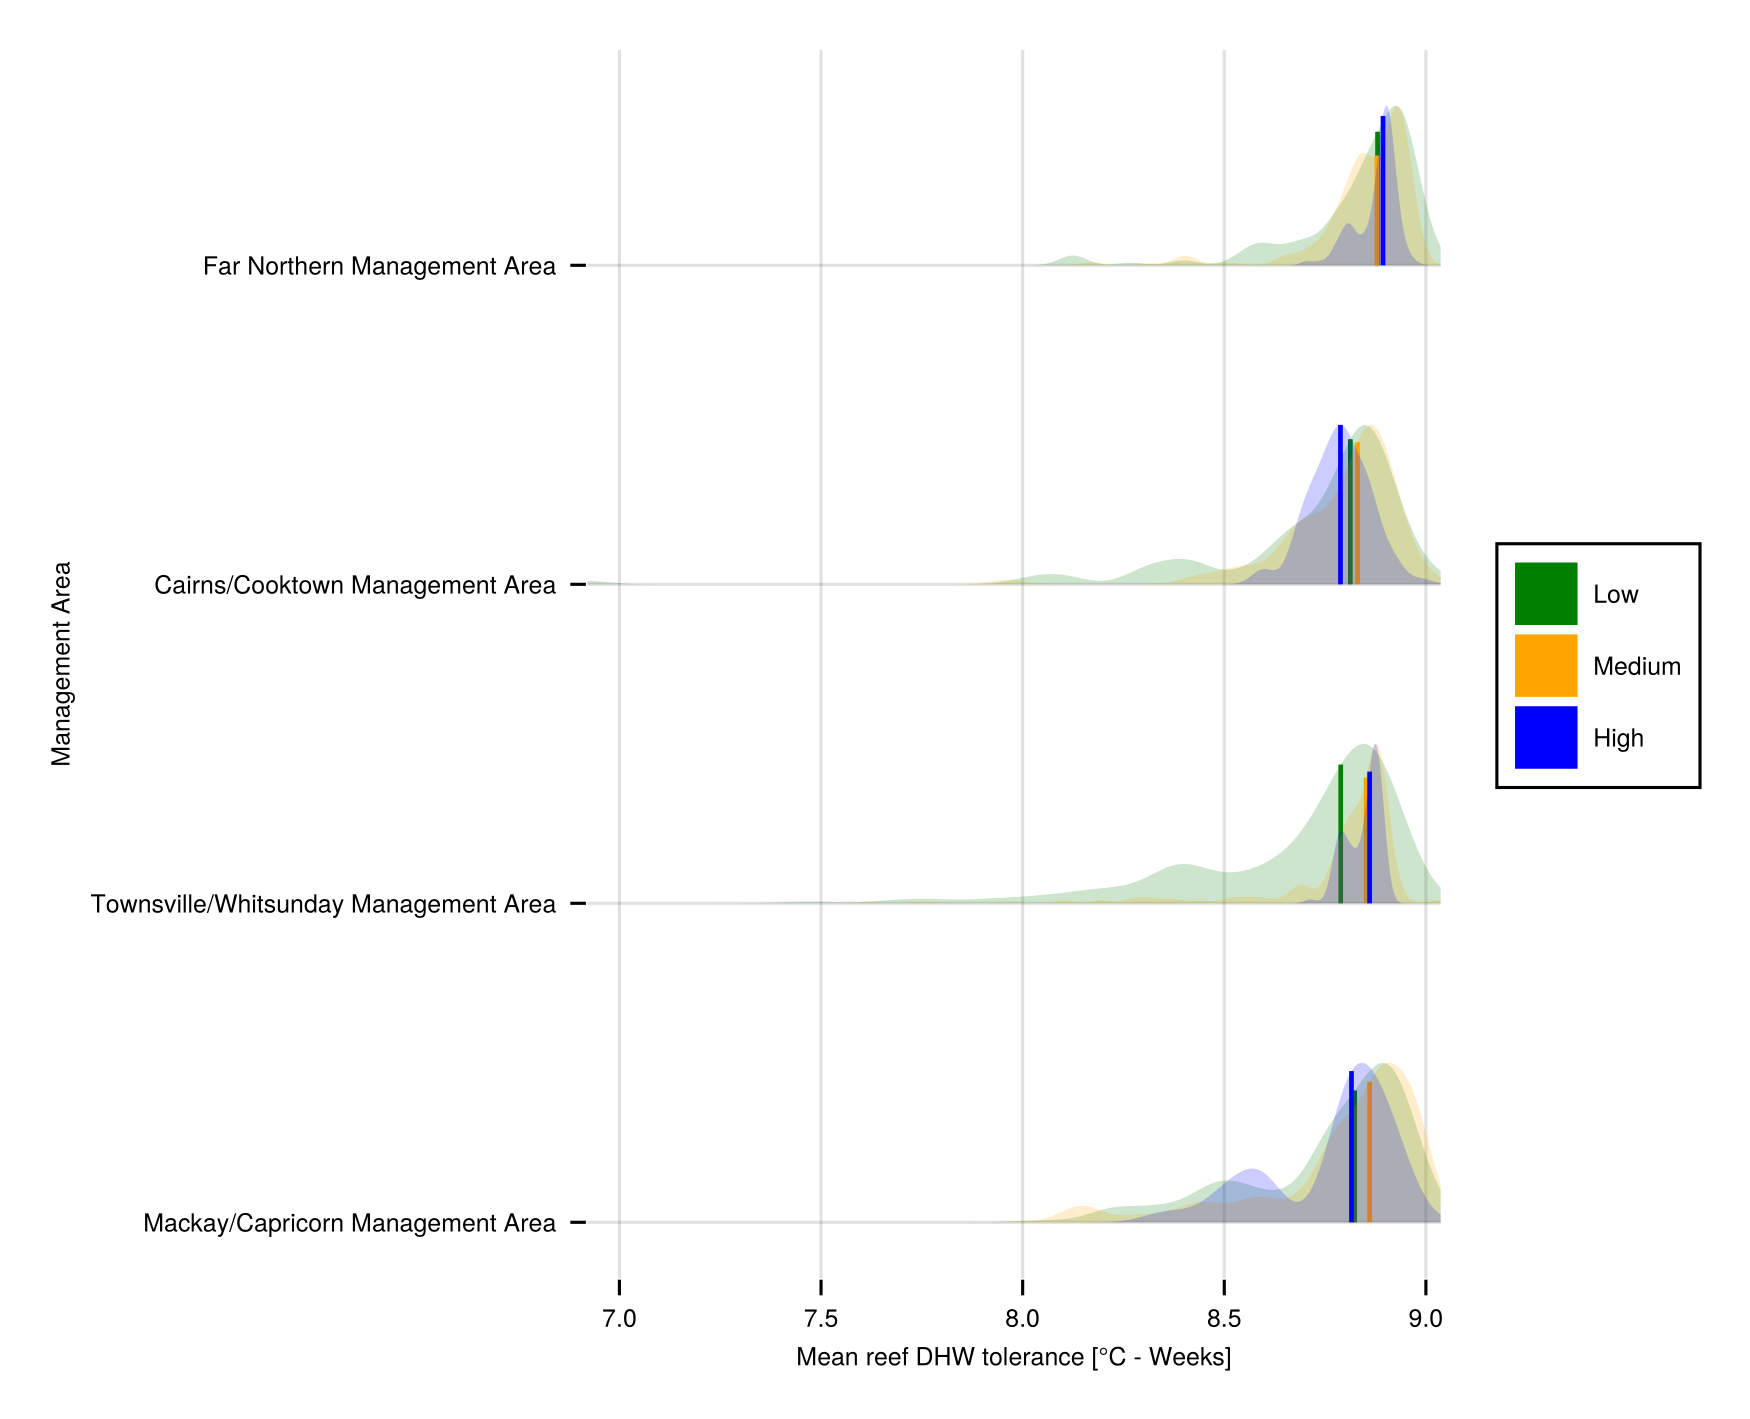 Far Northern Management Area
Cairns/Cooktown Management Area
Townsville/Whitsunday Management Area
Mackay/Capricorn Management Area
Management Area
7.0 7.5 8.0 8.5 9.0
Mean reef DHW tolerance [°C - Weeks]
Low
Medium
High